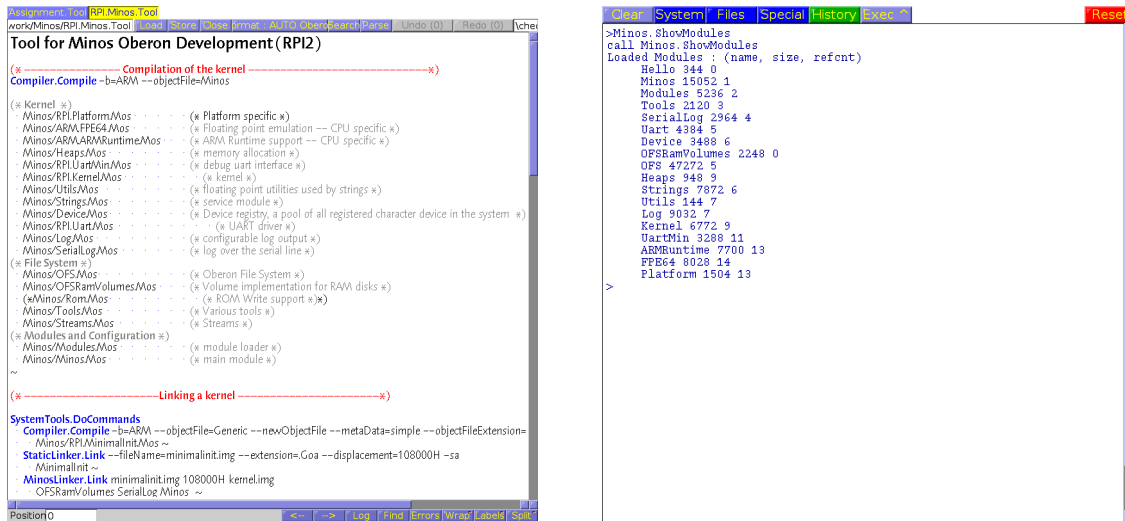 Assignment.Tool RPI.Minos.Tool
work/Minos/RPI.Minos.Tool Load Store Close ormat : AUTO Obero Search Parse Undo (0) Redo (0) \chec
Tool for Minos Oberon Development (RPI2)
(* ---------------- Compilation of the kernel ------------------------------*)
Compiler.Compile -b=ARM --objectFile=Minos
(* Kernel *)
Minos/RPI.Platform.Mos (* Platform specific *)
Minos/ARM.FPE64.Mos (* Floating point emulation -- CPU specific *)
Minos/ARM.ARMRuntime.Mos (* ARM Runtime support -- CPU specific *)
Minos/Heaps.Mos (* memory allocation *)
Minos/RPI.UartMin.Mos (* debug uart interface *)
Minos/RPI.Kernel.Mos (* kernel *)
Minos/Utils.Mos (* floating point utilities used by strings *)
Minos/Strings.Mos (* service module *)
Minos/Device.Mos (* Device registry, a pool of all registered character device in the system *)
Minos/RPI.Uart.Mos (* UART driver *)
Minos/Log.Mos (* configurable log output *)
Minos/SerialLog.Mos (* log over the serial line *)
(* File System *)
Minos/OFS.Mos (* Oberon File System *)
Minos/OFSRamVolumes.Mos (* Volume implementation for RAM disks *)
(*Minos/Rom.Mos (* ROM Write support *)*)
Minos/Tools.Mos (* Various tools *)
Minos/Streams.Mos (* Streams *)
(* Modules and Configuration *)
Minos/Modules.Mos (* module loader *)
Minos/Minos.Mos (* main module *)
~
(* ----------------------Linking a kernel -----------------------*)
SystemTools.DoCommands
Compiler.Compile -b=ARM --objectFile=Generic --newObjectFile --metaData=simple --objectFileExtension=
Minos/RPI.MinimalInit.Mos ~
StaticLinker.Link --fileName=minimalinit.img --extension=.Goa --displacement=108000H -sa
MinimalInit ~
MinosLinker.Link minimalinit.img 108000H kernel.img
OFSRamVolumes SerialLog Minos ~
Position 0 <-- --> Log Find Errors Wrap Labels Split
Clear System Files Special History Exec ^ Reset
>Minos.ShowModules
call Minos.ShowModules
Loaded Modules : (name, size, refcnt)
Hello 344 0
Minos 15052 1
Modules 5236 2
Tools 2120 3
SerialLog 2964 4
Uart 4384 5
Device 3488 6
OFSRamVolumes 2248 0
OFS 47272 5
Heaps 948 9
Strings 7872 6
Utils 144 7
Log 9032 7
Kernel 6772 9
UartMin 3288 11
ARMRuntime 7700 13
FPE64 8028 14
Platform 1504 13
>